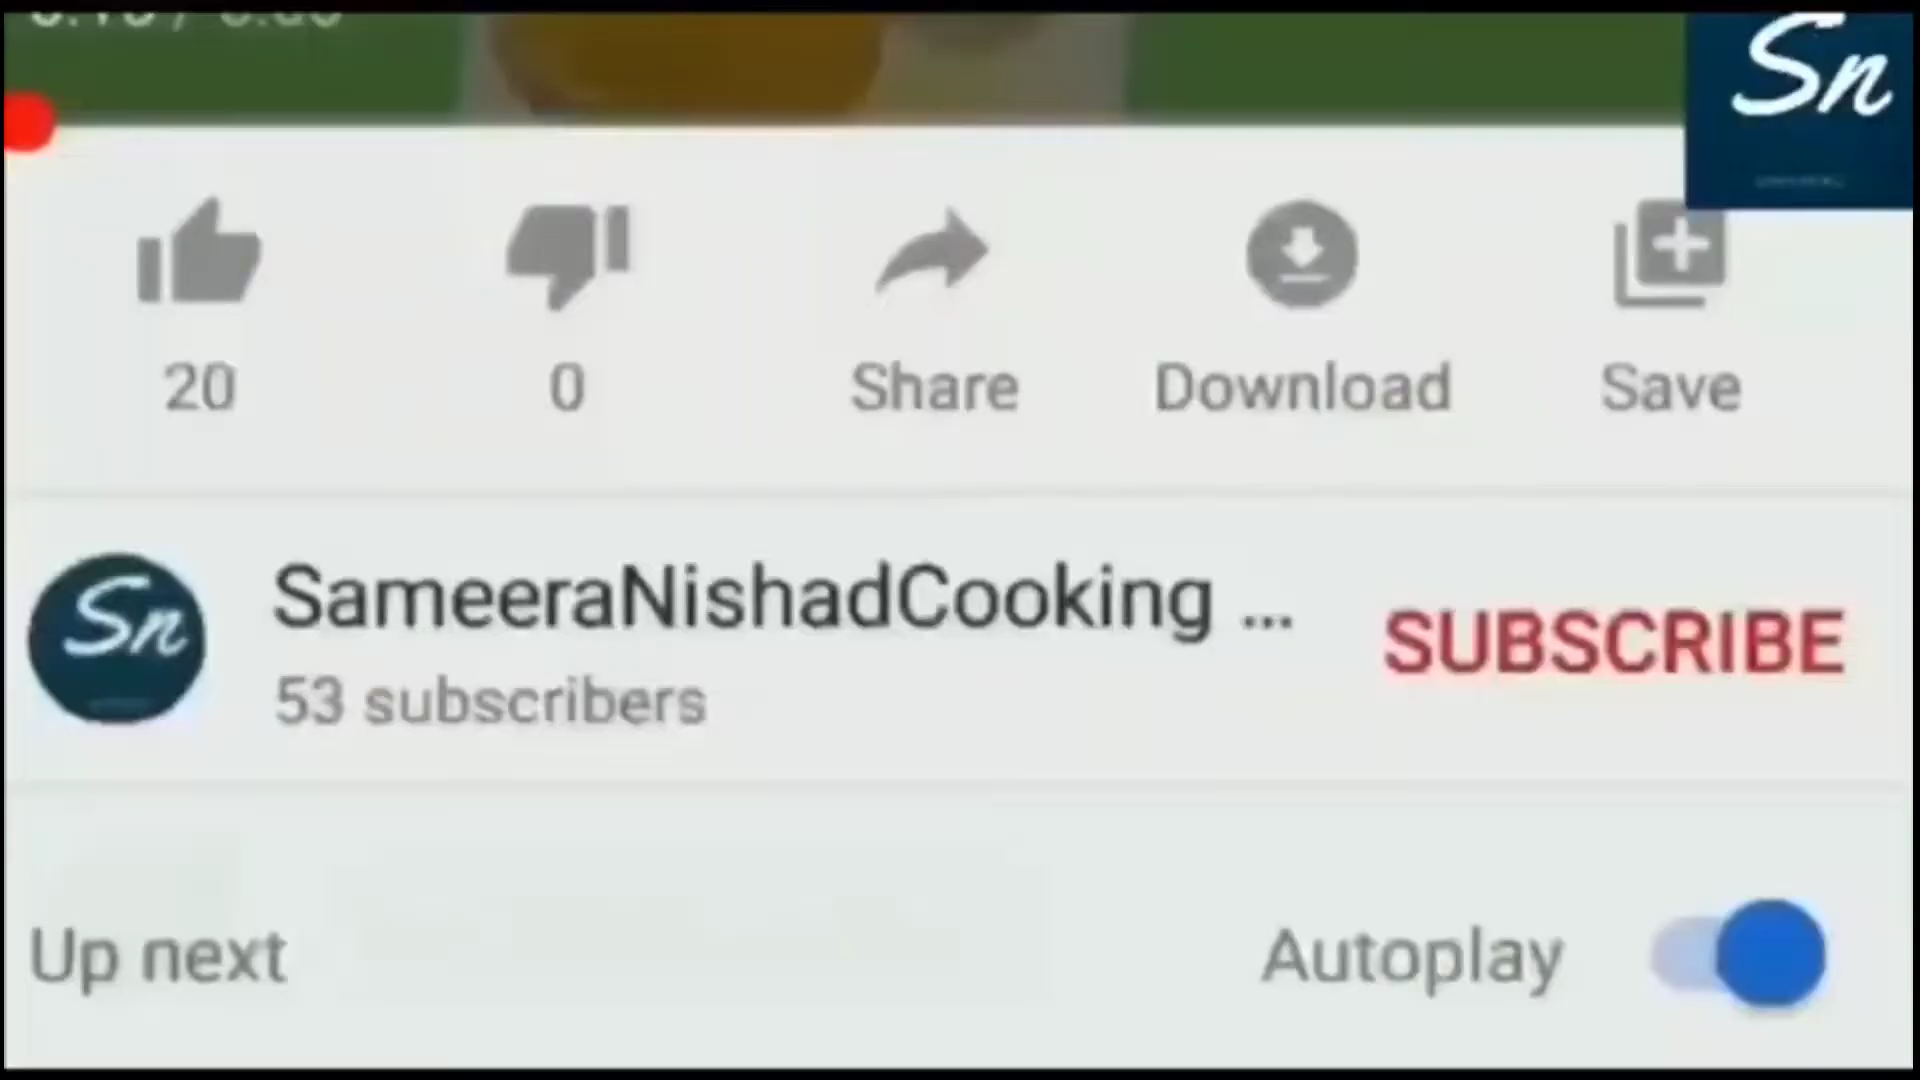 Sn
20
0
Share
Download
Save
Sn
SameeraNishadCooking ...
SUBSCRIBE
53 subscribers
Up next
Autoplay